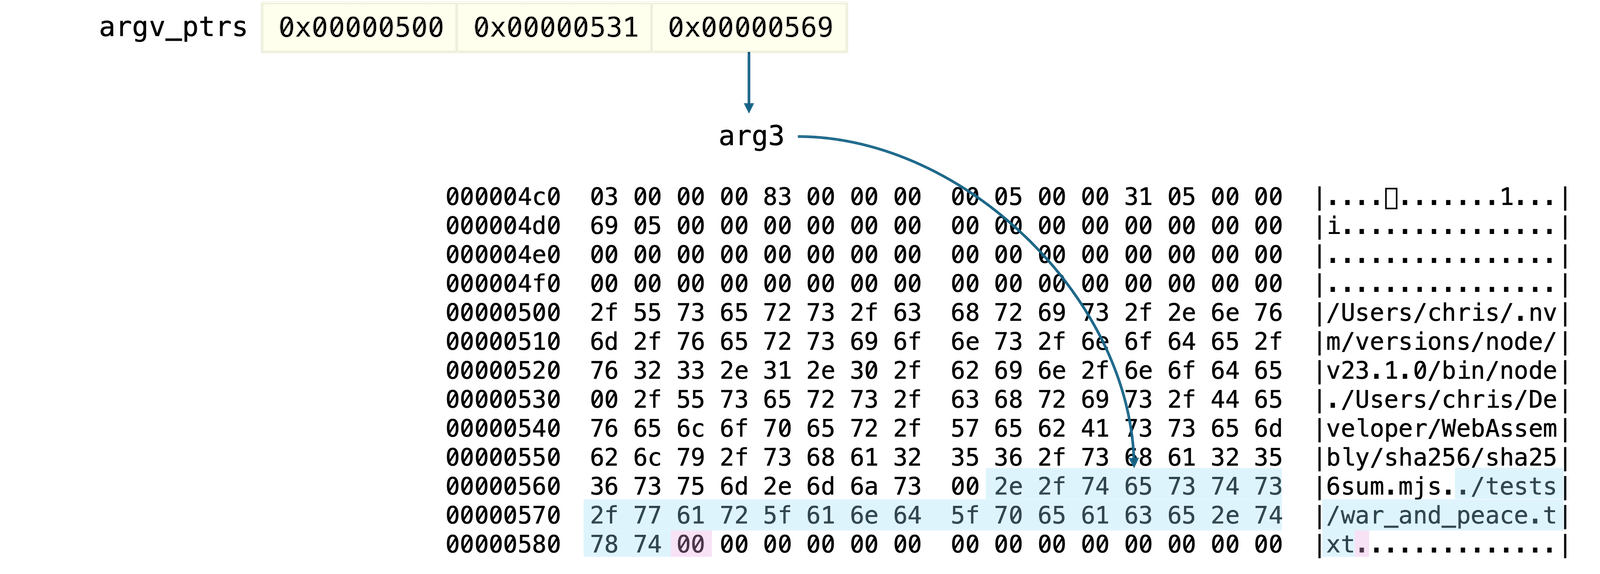 argv_ptrs 0x00000500 0x00000531 0x00000569
arg3
000004c0 03 00 00 00 83 00 00 00 00 05 00 00 31 05 00 00 |....▯.......1...|
000004d0 69 05 00 00 00 00 00 00 00 00 00 00 00 00 00 00 |i...............|
000004e0 00 00 00 00 00 00 00 00 00 00 00 00 00 00 00 00 |................|
000004f0 00 00 00 00 00 00 00 00 00 00 00 00 00 00 00 00 |................|
00000500 2f 55 73 65 72 73 2f 63 68 72 69 73 2f 2e 6e 76 |/Users/chris/.nv|
00000510 6d 2f 76 65 72 73 69 6f 6e 73 2f 6e 6f 64 65 2f |m/versions/node/|
00000520 76 32 33 2e 31 2e 30 2f 62 69 6e 2f 6e 6f 64 65 |v23.1.0/bin/node|
00000530 00 2f 55 73 65 72 73 2f 63 68 72 69 73 2f 44 65 |./Users/chris/De|
00000540 76 65 6c 6f 70 65 72 2f 57 65 62 41 73 73 65 6d |veloper/WebAssem|
00000550 62 6c 79 2f 73 68 61 32 35 36 2f 73 68 61 32 35 |bly/sha256/sha25|
00000560 36 73 75 6d 2e 6d 6a 73 00 2e 2f 74 65 73 74 73 |6sum.mjs../tests|
00000570 2f 77 61 72 5f 61 6e 64 5f 70 65 61 63 65 2e 74 |/war_and_peace.t|
00000580 78 74 00 00 00 00 00 00 00 00 00 00 00 00 00 00 |xt..............|